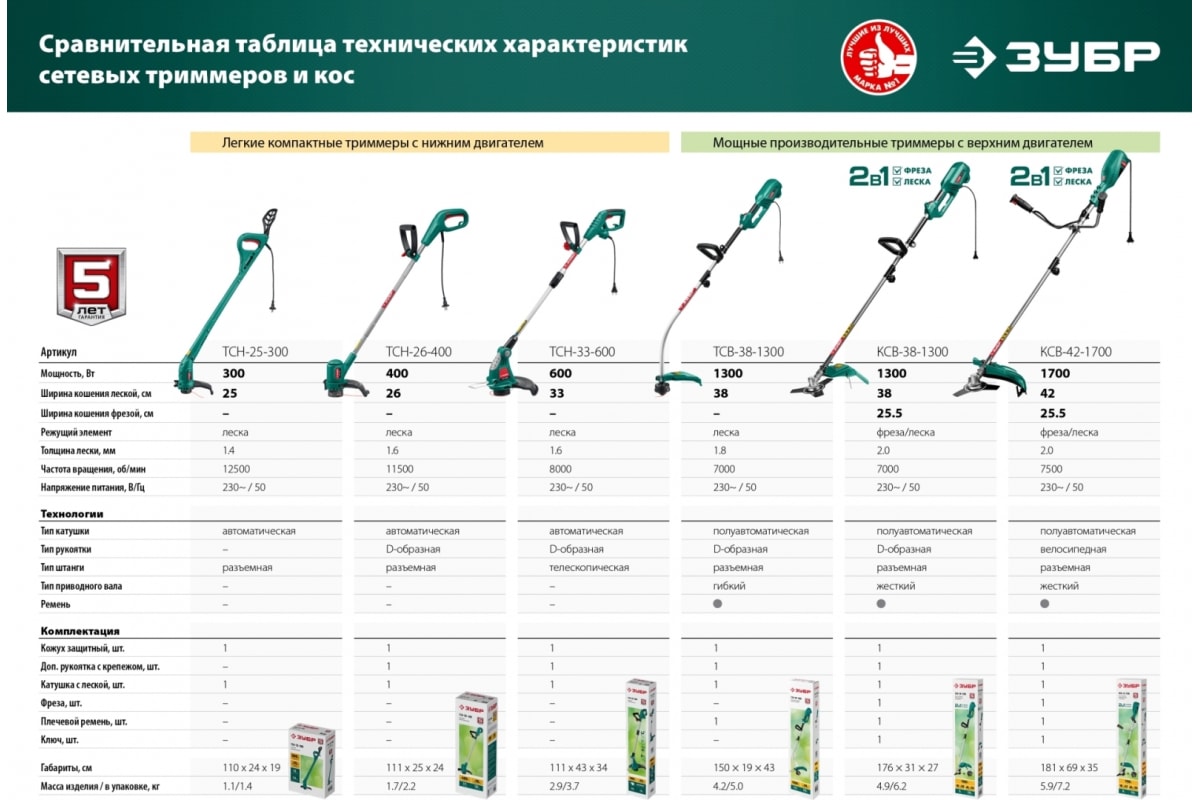 Сравнительная таблица технических характеристик
сетевых триммеров и кос
ЛУЧШИЕ ИЗ ЛУЧШИХ
МАРКА №1
ЗУБР
Легкие компактные триммеры с нижним двигателем
Мощные производительные триммеры с верхним двигателем
2в1 ФРЕЗА
ЛЕСКА
2в1 ФРЕЗА
ЛЕСКА
5
лет
ГАРАНТИЯ
Артикул ТСН-25-300 ТСН-26-400 ТСН-33-600 ТСВ-38-1300 КСВ-38-1300 КСВ-42-1700
Мощность, Вт 300 400 600 1300 1300 1700
Ширина кошения леской, см 25 26 33 38 38 42
Ширина кошения фрезой, см – – – – 25.5 25.5
Режущий элемент леска леска леска леска фреза/леска фреза/леска
Толщина лески, мм 1.4 1.6 1.6 1.8 2.0 2.0
Частота вращения, об/мин 12500 11500 8000 7000 7000 7500
Напряжение питания, В/Гц 230~ / 50 230~ / 50 230~ / 50 230~ / 50 230~ / 50 230~ / 50
Технологии
Тип катушки автоматическая автоматическая автоматическая полуавтоматическая полуавтоматическая полуавтоматическая
Тип рукоятки – D-образная D-образная D-образная D-образная велосипедная
Тип штанги разъемная разъемная телескопическая разъемная разъемная разъемная
Тип приводного вала – – – гибкий жесткий жесткий
Ремень – – – ● ● ●
Комплектация
Кожух защитный, шт. 1 1 1 1 1 1
Доп. рукоятка с крепежом, шт. – 1 1 1 1 1
Катушка с леской, шт. 1 1 1 1 1 1
Фреза, шт. – – – – 1 1
Плечевой ремень, шт. – – – 1 1 1
Ключ, шт. – – – – 1 1
Габариты, см 110 x 24 x 19 111 x 25 x 24 111 x 43 x 34 150 × 19 × 43 176 x 31 × 27 181 x 69 x 35
Масса изделия / в упаковке, кг 1.1/1.4 1.7/2.2 2.9/3.7 4.2/5.0 4.9/6.2 5.9/7.2
ЗУБР
ЗУБР
ЗУБР
ЗУБР
ЗУБР
ЗУБР